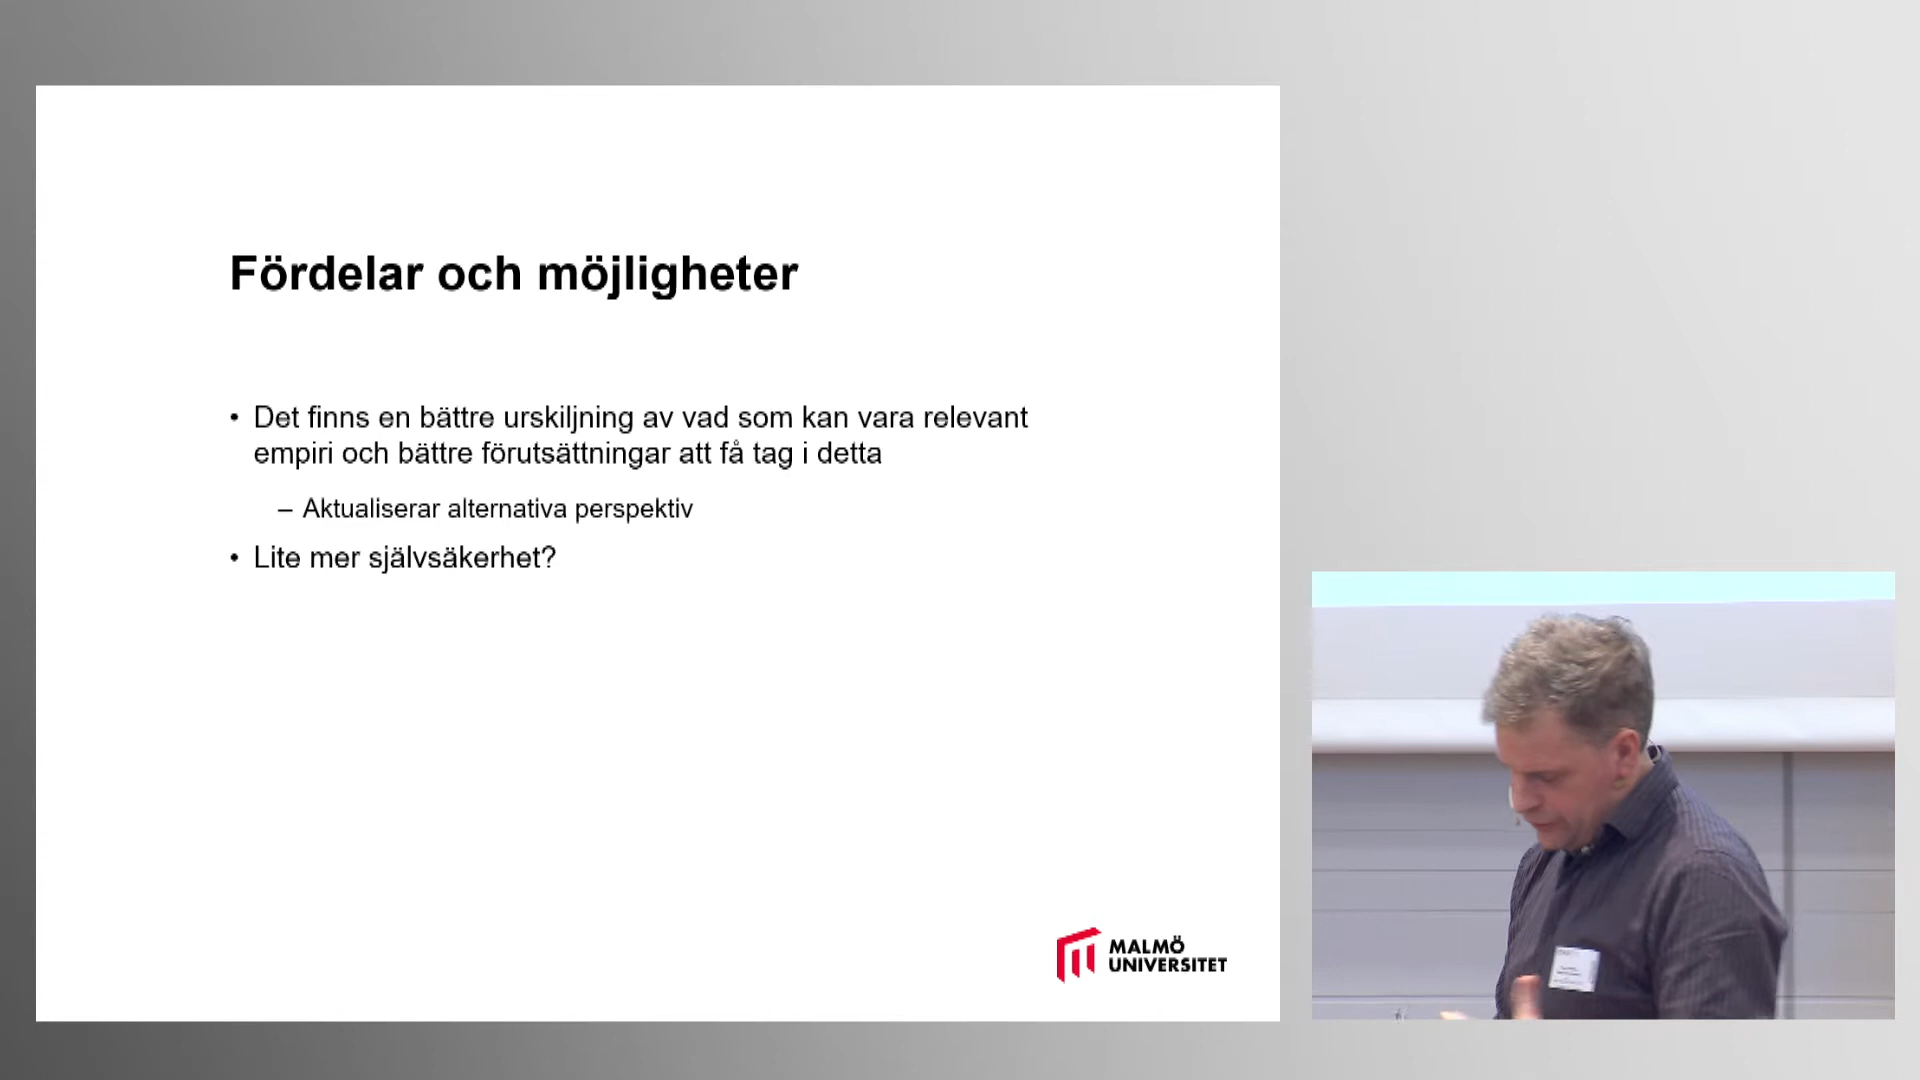 Fördelar och möjligheter
• Det finns en bättre urskiljning av vad som kan vara relevant
empiri och bättre förutsättningar att få tag i detta
– Aktualiserar alternativa perspektiv
• Lite mer självsäkerhet?
MALMÖ
UNIVERSITET